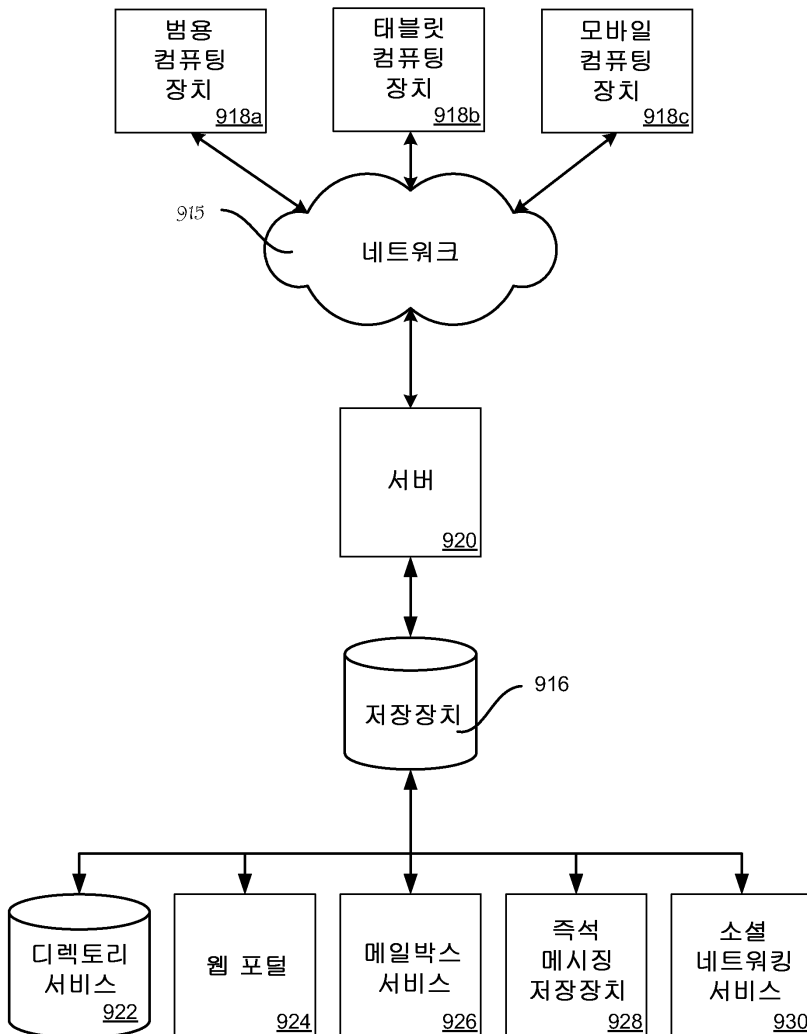 범용
컴퓨팅
장치
918a
태블릿
컴퓨팅
장치
918b
모바일
컴퓨팅
장치
918c
915
네트워크
서버
920
저장장치
916
디렉토리
서비스
922
웹 포털
924
메일박스
서비스
926
즉석
메시징
저장장치
928
소셜
네트워킹
서비스
930